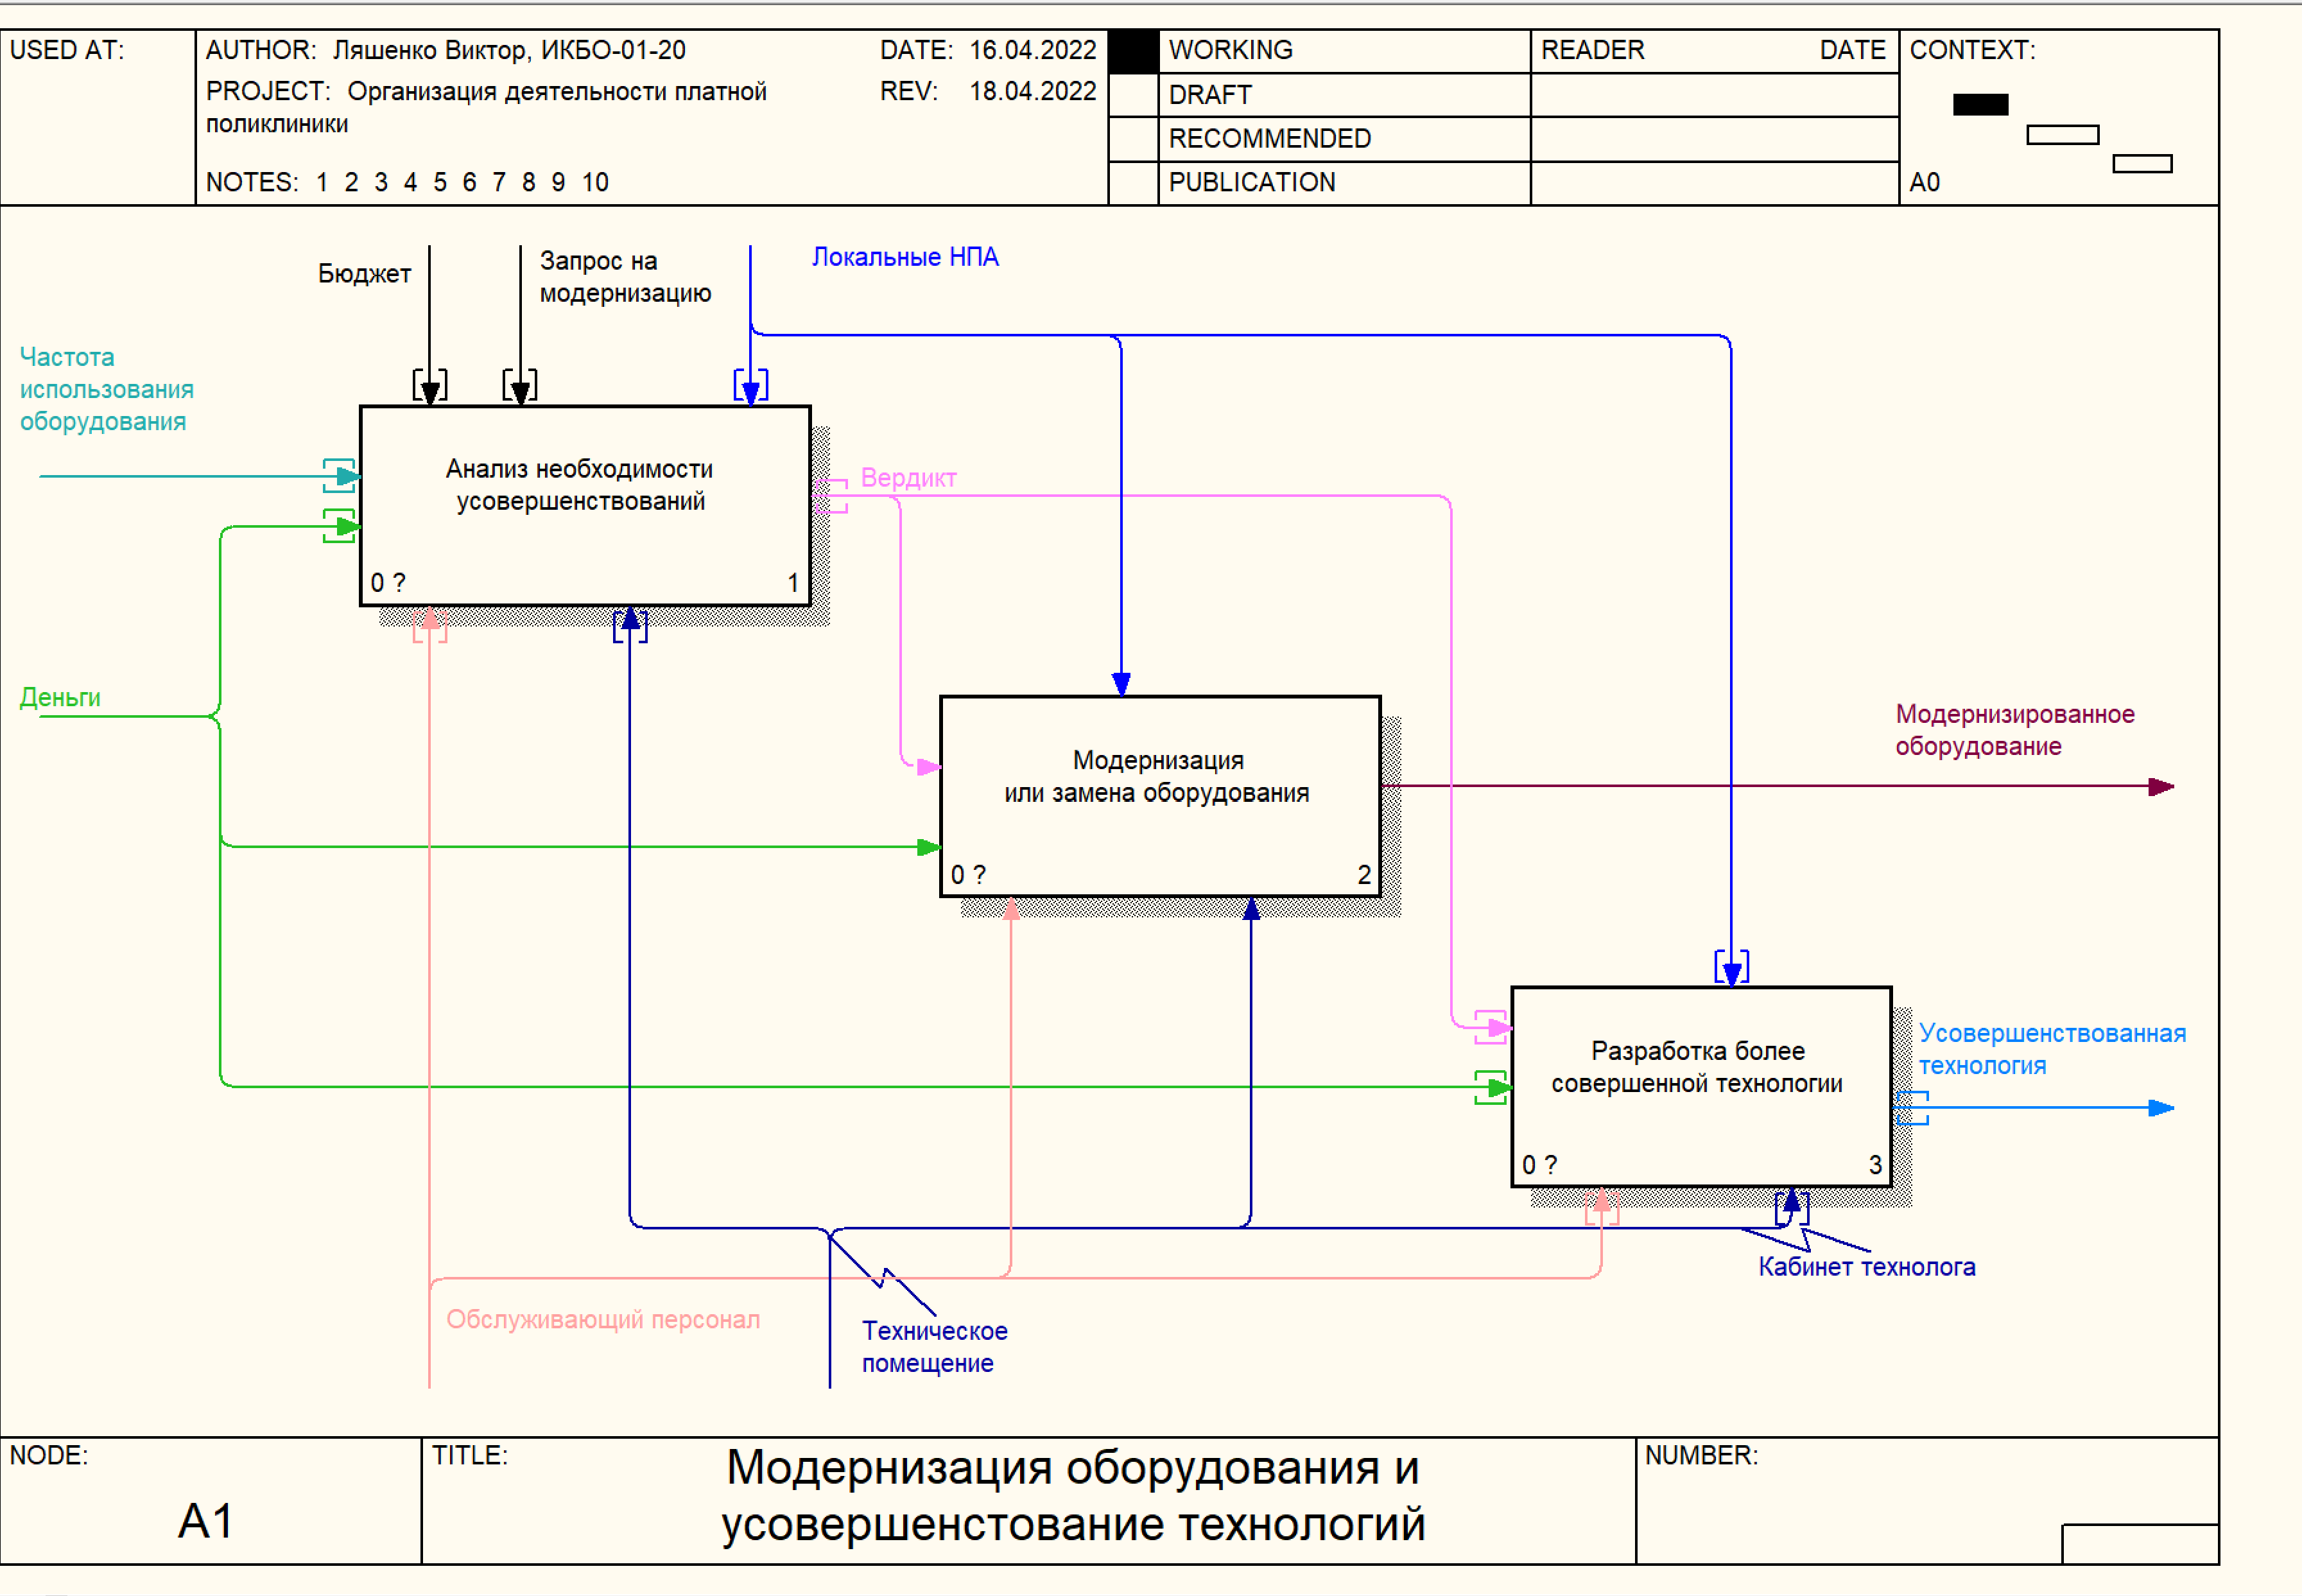 USED AT:
AUTHOR: Ляшенко Виктор, ИКБО-01-20
DATE: 16.04.2022
PROJECT: Организация деятельности платной
поликлиники
REV: 18.04.2022
NOTES: 1 2 3 4 5 6 7 8 9 10
WORKING
DRAFT
RECOMMENDED
PUBLICATION
READER DATE
CONTEXT:
A0
Бюджет
Запрос на
модернизацию
Локальные НПА
Частота
использования
оборудования
Анализ необходимости
усовершенствований
0 ? 1
Вердикт
Деньги
Модернизация
или замена оборудования
0 ? 2
Модернизированное
оборудование
Разработка более
совершенной технологии
0 ? 3
Усовершенствованная
технология
Кабинет технолога
Обслуживающий персонал
Техническое
помещение
NODE:
A1
TITLE:
Модернизация оборудования и
усовершенстование технологий
NUMBER: